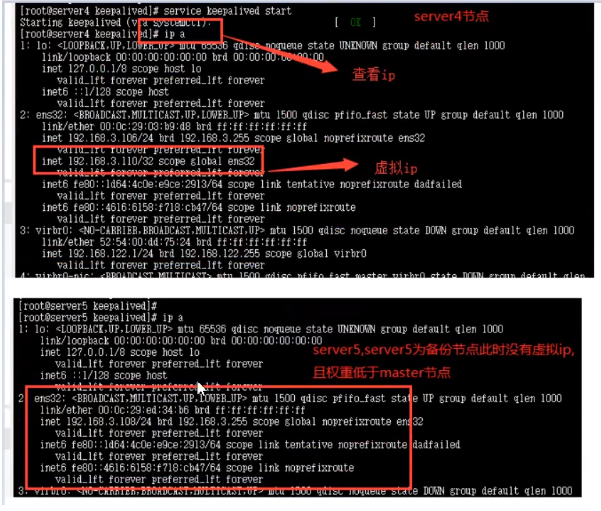 [root@server4 keepalived]# service keepalived start
server4节点
Starting keepalived (via systemctl): [ OK ]
[root@server4 keepalived]# ip a
1: lo: <LOOPBACK,UP,LOWER_UP> mtu 65536 qdisc noqueue state UNKNOWN group default qlen 1000
link/loopback 00:00:00:00:00:00 brd 00:00:00:00:00:00
查看ip
inet 127.0.0.1/8 scope host lo
valid_lft forever preferred_lft forever
inet6 ::1/128 scope host
valid_lft forever preferred_lft forever
2: ens32: <BROADCAST,MULTICAST,UP,LOWER_UP> mtu 1500 qdisc pfifo_fast state UP group default qlen 1000
link/ether 00:0c:29:03:b9:d8 brd ff:ff:ff:ff:ff:ff
inet 192.168.3.106/24 brd 192.168.3.255 scope global noprefixroute ens32
valid_lft forever preferred_lft forever
inet 192.168.3.110/32 scope global ens32
虚拟ip
valid_lft forever preferred_lft forever
inet6 fe80::1d64:4c0e:e9ce:2913/64 scope link tentative noprefixroute dadfailed
valid_lft forever preferred_lft forever
inet6 fe80::4616:6158:f718:cb47/64 scope link noprefixroute
valid_lft forever preferred_lft forever
3: virbr0: <NO-CARRIER,BROADCAST,MULTICAST,UP> mtu 1500 qdisc noqueue state DOWN group default qlen 1000
link/ether 52:54:00:dd:75:24 brd ff:ff:ff:ff:ff:ff
inet 192.168.122.1/24 brd 192.168.122.255 scope global virbr0
valid_lft forever preferred_lft forever
4: virbr0-nic: <BROADCAST,MULTICAST> mtu 1500 qdisc pfifo_fast master virbr0 state DOWN group default qlen
[root@server5 keepalived]#
[root@server5 keepalived]# ip a
1: lo: <LOOPBACK,UP,LOWER_UP> mtu 65536 qdisc noqueue state UNKNOWN group default qlen 1000
link/loopback 00:00:00:00:00:00 brd 00:00:00:00:00:00
inet 127.0.0.1/8 scope host lo
server5,server5为备份节点此时没有虚拟ip,
valid_lft forever preferred_lft forever
inet6 ::1/128 scope host
且权重低于master节点
valid_lft forever preferred_lft forever
2: ens32: <BROADCAST,MULTICAST,UP,LOWER_UP> mtu 1500 qdisc pfifo_fast state UP group default qlen 1000
link/ether 00:0c:29:ed:34:b6 brd ff:ff:ff:ff:ff:ff
inet 192.168.3.108/24 brd 192.168.3.255 scope global noprefixroute ens32
valid_lft forever preferred_lft forever
inet6 fe80::1d64:4c0e:e9ce:2913/64 scope link tentative noprefixroute dadfailed
valid_lft forever preferred_lft forever
inet6 fe80::4616:6158:f718:cb47/64 scope link noprefixroute
valid_lft forever preferred_lft forever
3: virbr0: <NO-CARRIER,BROADCAST,MULTICAST,UP> mtu 1500 qdisc noqueue state DOWN group default qlen 1000